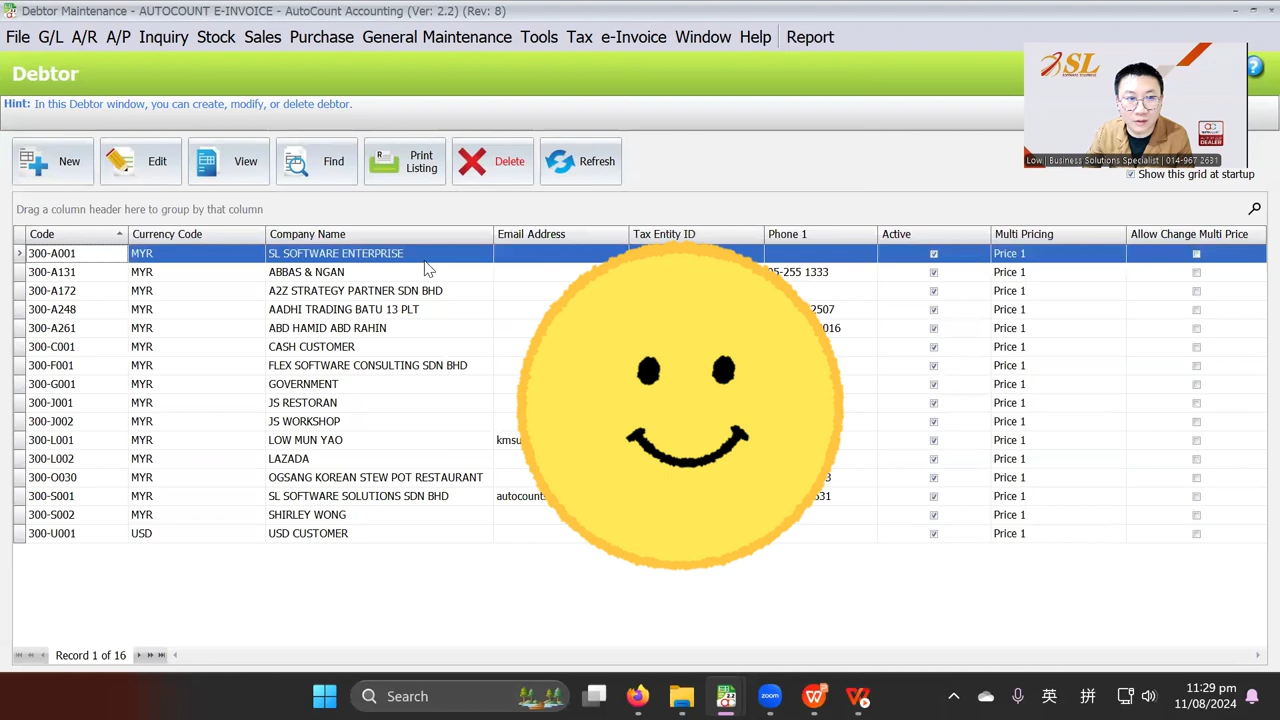 Debtor Maintenance - AUTOCOUNT E-INVOICE - AutoCount Accounting (Ver: 2.2) (Rev: 8)
File G/L A/R A/P Inquiry Stock Sales Purchase General Maintenance Tools Tax e-Invoice Window Help Report
Debtor
Hint: In this Debtor window, you can create, modify, or delete debtor.
SL
Low | Business Solutions Specialist | 014-967 2631
New Edit View Find Print Listing Delete Refresh
Show this grid at startup
Drag a column header here to group by that column
Code Currency Code Company Name Email Address Tax Entity ID Phone 1 Active Multi Pricing Allow Change Multi Price
300-A001 MYR SL SOFTWARE ENTERPRISE Price 1
300-A131 MYR ABBAS & NGAN 05-255 1333 Price 1
300-A172 MYR A2Z STRATEGY PARTNER SDN BHD Price 1
300-A248 MYR AADHI TRADING BATU 13 PLT 2507 Price 1
300-A261 MYR ABD HAMID ABD RAHIN 016 Price 1
300-C001 MYR CASH CUSTOMER Price 1
300-F001 MYR FLEX SOFTWARE CONSULTING SDN BHD Price 1
300-G001 MYR GOVERNMENT Price 1
300-J001 MYR JS RESTORAN Price 1
300-J002 MYR JS WORKSHOP Price 1
300-L001 MYR LOW MUN YAO Price 1
300-L002 MYR LAZADA Price 1
300-O030 MYR OGSANG KOREAN STEW POT RESTAURANT 3 Price 1
300-S001 MYR SL SOFTWARE SOLUTIONS SDN BHD 631 Price 1
300-S002 MYR SHIRLEY WONG Price 1
300-U001 USD USD CUSTOMER Price 1
Record 1 of 16
Search
英 拼
11:29 pm
11/08/2024